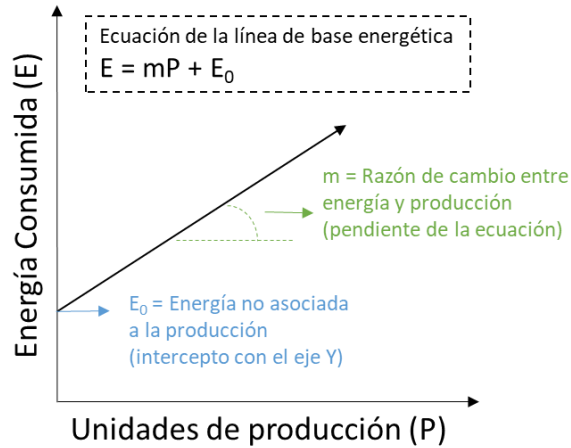 Ecuación de la línea de base energética
E = mP + E₀
Energía Consumida (E)
m = Razón de cambio entre
energía y producción
(pendiente de la ecuación)
E₀ = Energía no asociada
a la producción
(intercepto con el eje Y)
Unidades de producción (P)